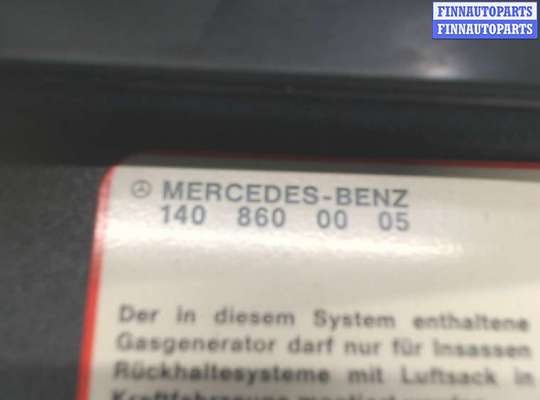 FINNAUTOPARTS
FINNAUTOPARTS
MERCEDES-BENZ
140 860 00 05
Der in diesem System enthaltene
Gasgenerator darf nur für Insassen
Rückhaltesysteme mit Luftsack in
Kraftfahrzeuge